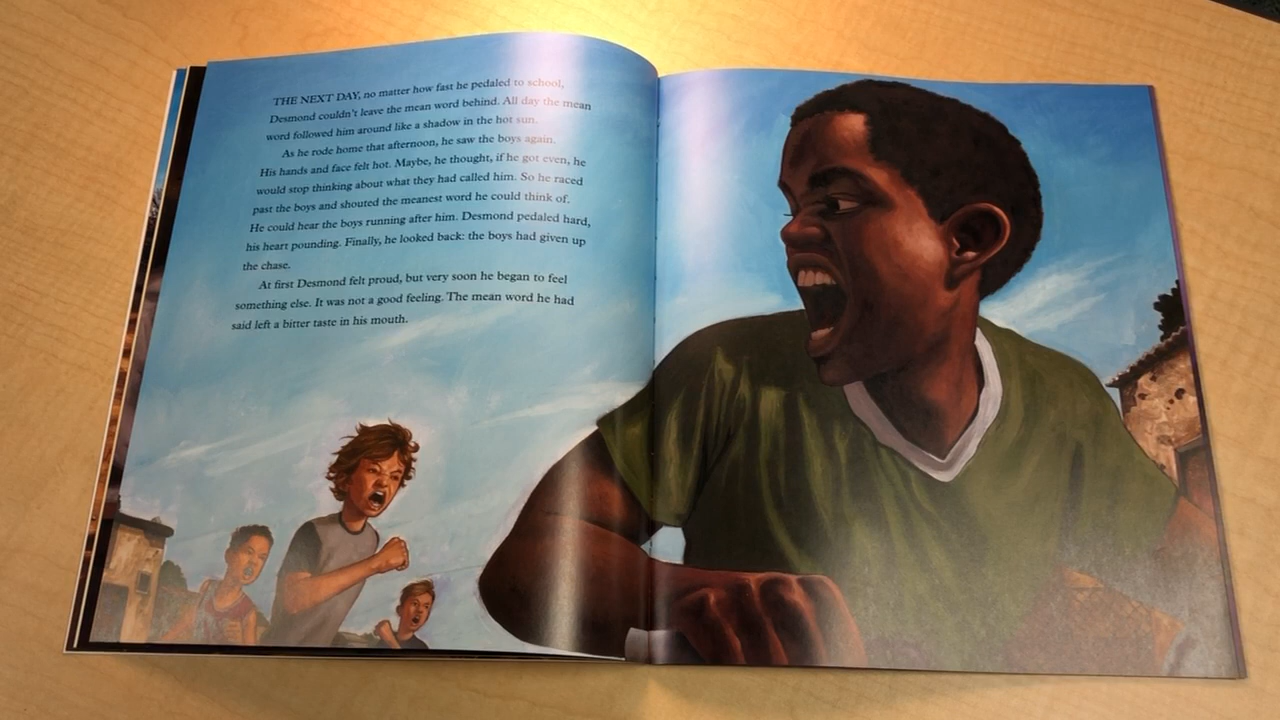 THE NEXT DAY, no matter how fast he pedaled to school,
Desmond couldn't leave the mean word behind. All day the mean
word followed him around like a shadow in the hot sun.
As he rode home that afternoon, he saw the boys again.
His hands and face felt hot. Maybe, he thought, if he got even, he
would stop thinking about what they had called him. So he raced
past the boys and shouted the meanest word he could think of.
He could hear the boys running after him. Desmond pedaled hard,
his heart pounding. Finally, he looked back: the boys had given up
the chase.
At first Desmond felt proud, but very soon he began to feel
something else. It was not a good feeling. The mean word he had
said left a bitter taste in his mouth.